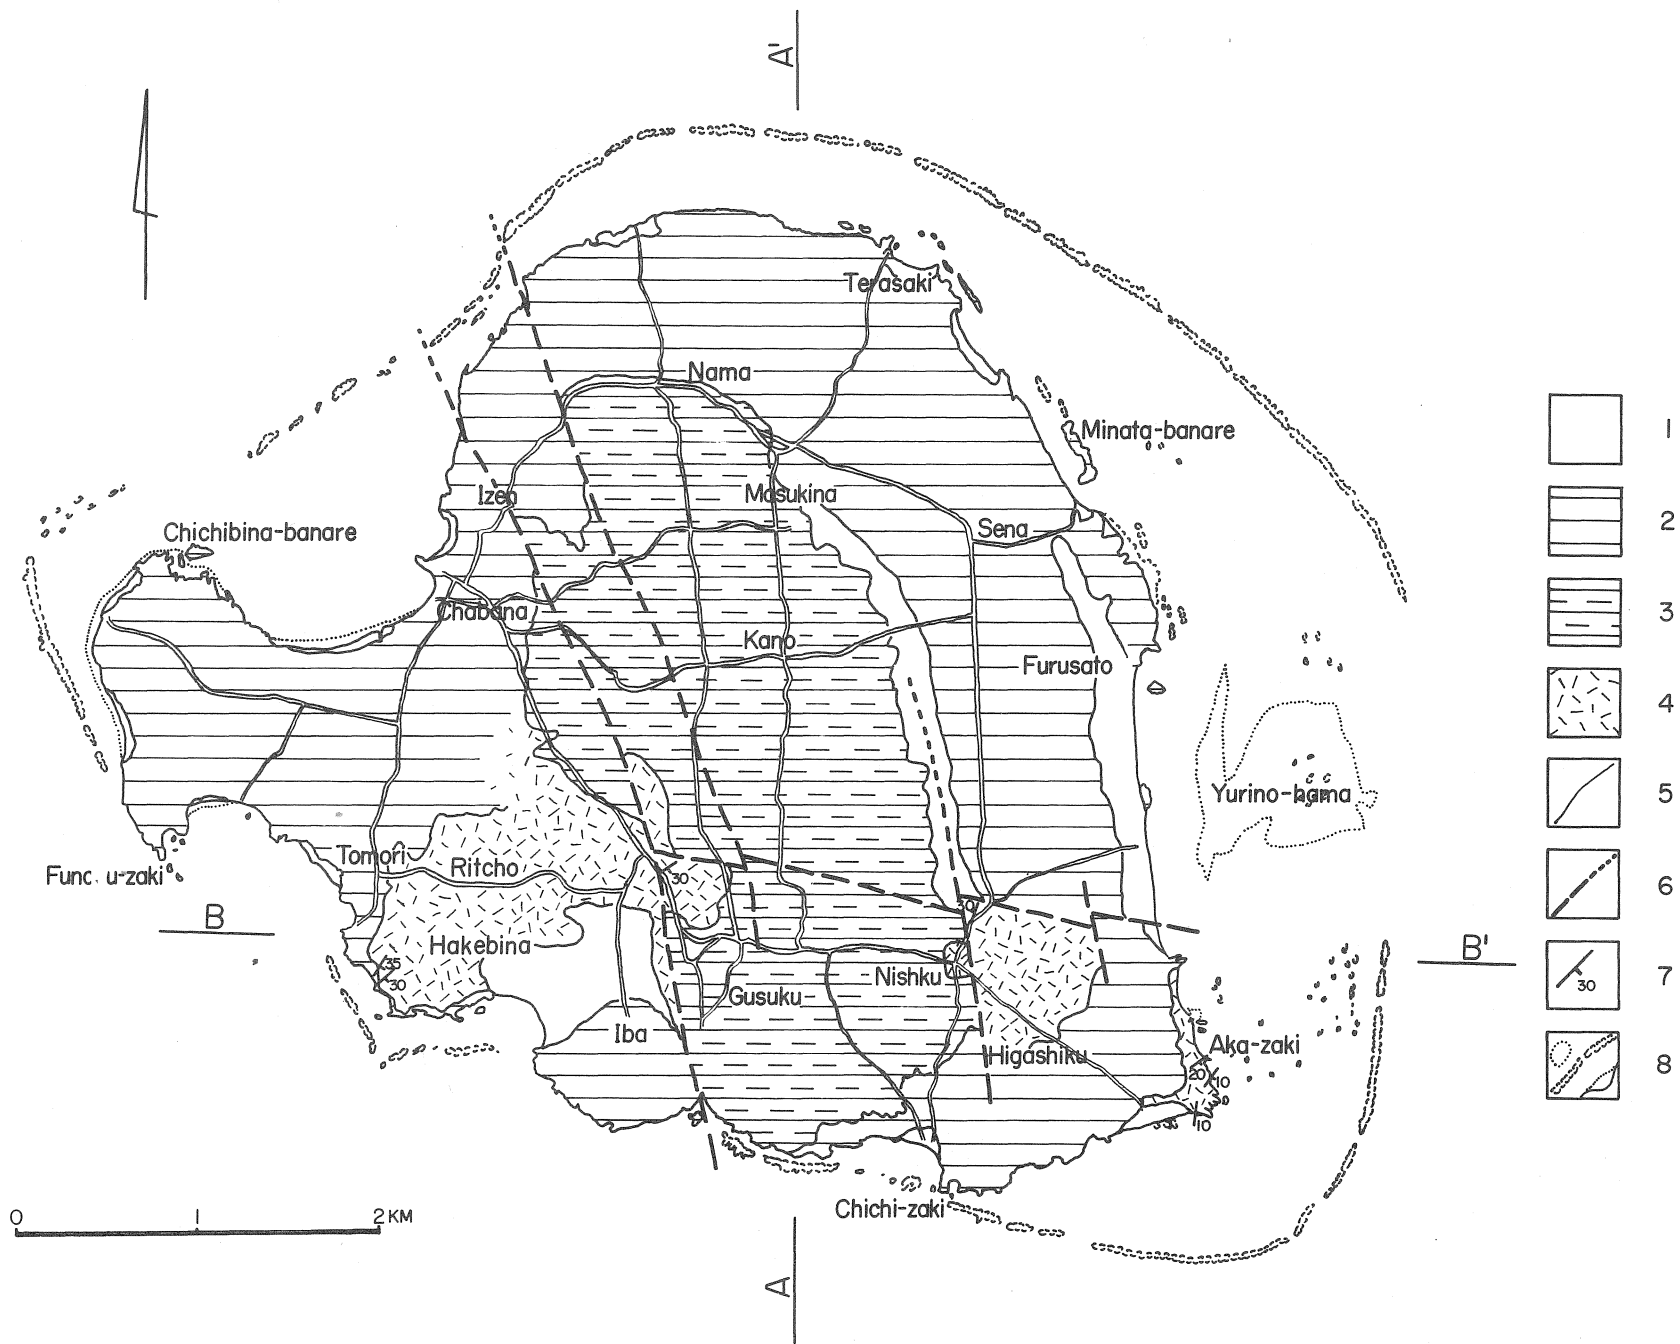 A'
Terasaki
Nama
1
Minata-banare
Izen
Masukina
2
Chichibina-banare
Sena
Chabana
3
Kano
Furusato
4
Yurino-hama
5
Tomori
Ritcho
30
6
30
B
Hakebina
B'
35
30
Nishku
7
30
Gusuku
Iba
Higashiku
Aka-zaki
8
20
10
10
Chichi-zaki
0 1 2 KM
A